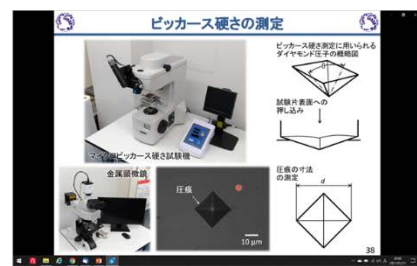 ビッカース硬さの測定
ビッカース硬さ測定に用いられる
ダイヤモンド圧子の概略図
試験片表面への
押し込み
マイクロビッカース硬さ試験機
金属顕微鏡
圧痕
10 μm
圧痕の寸法
の測定
d
38